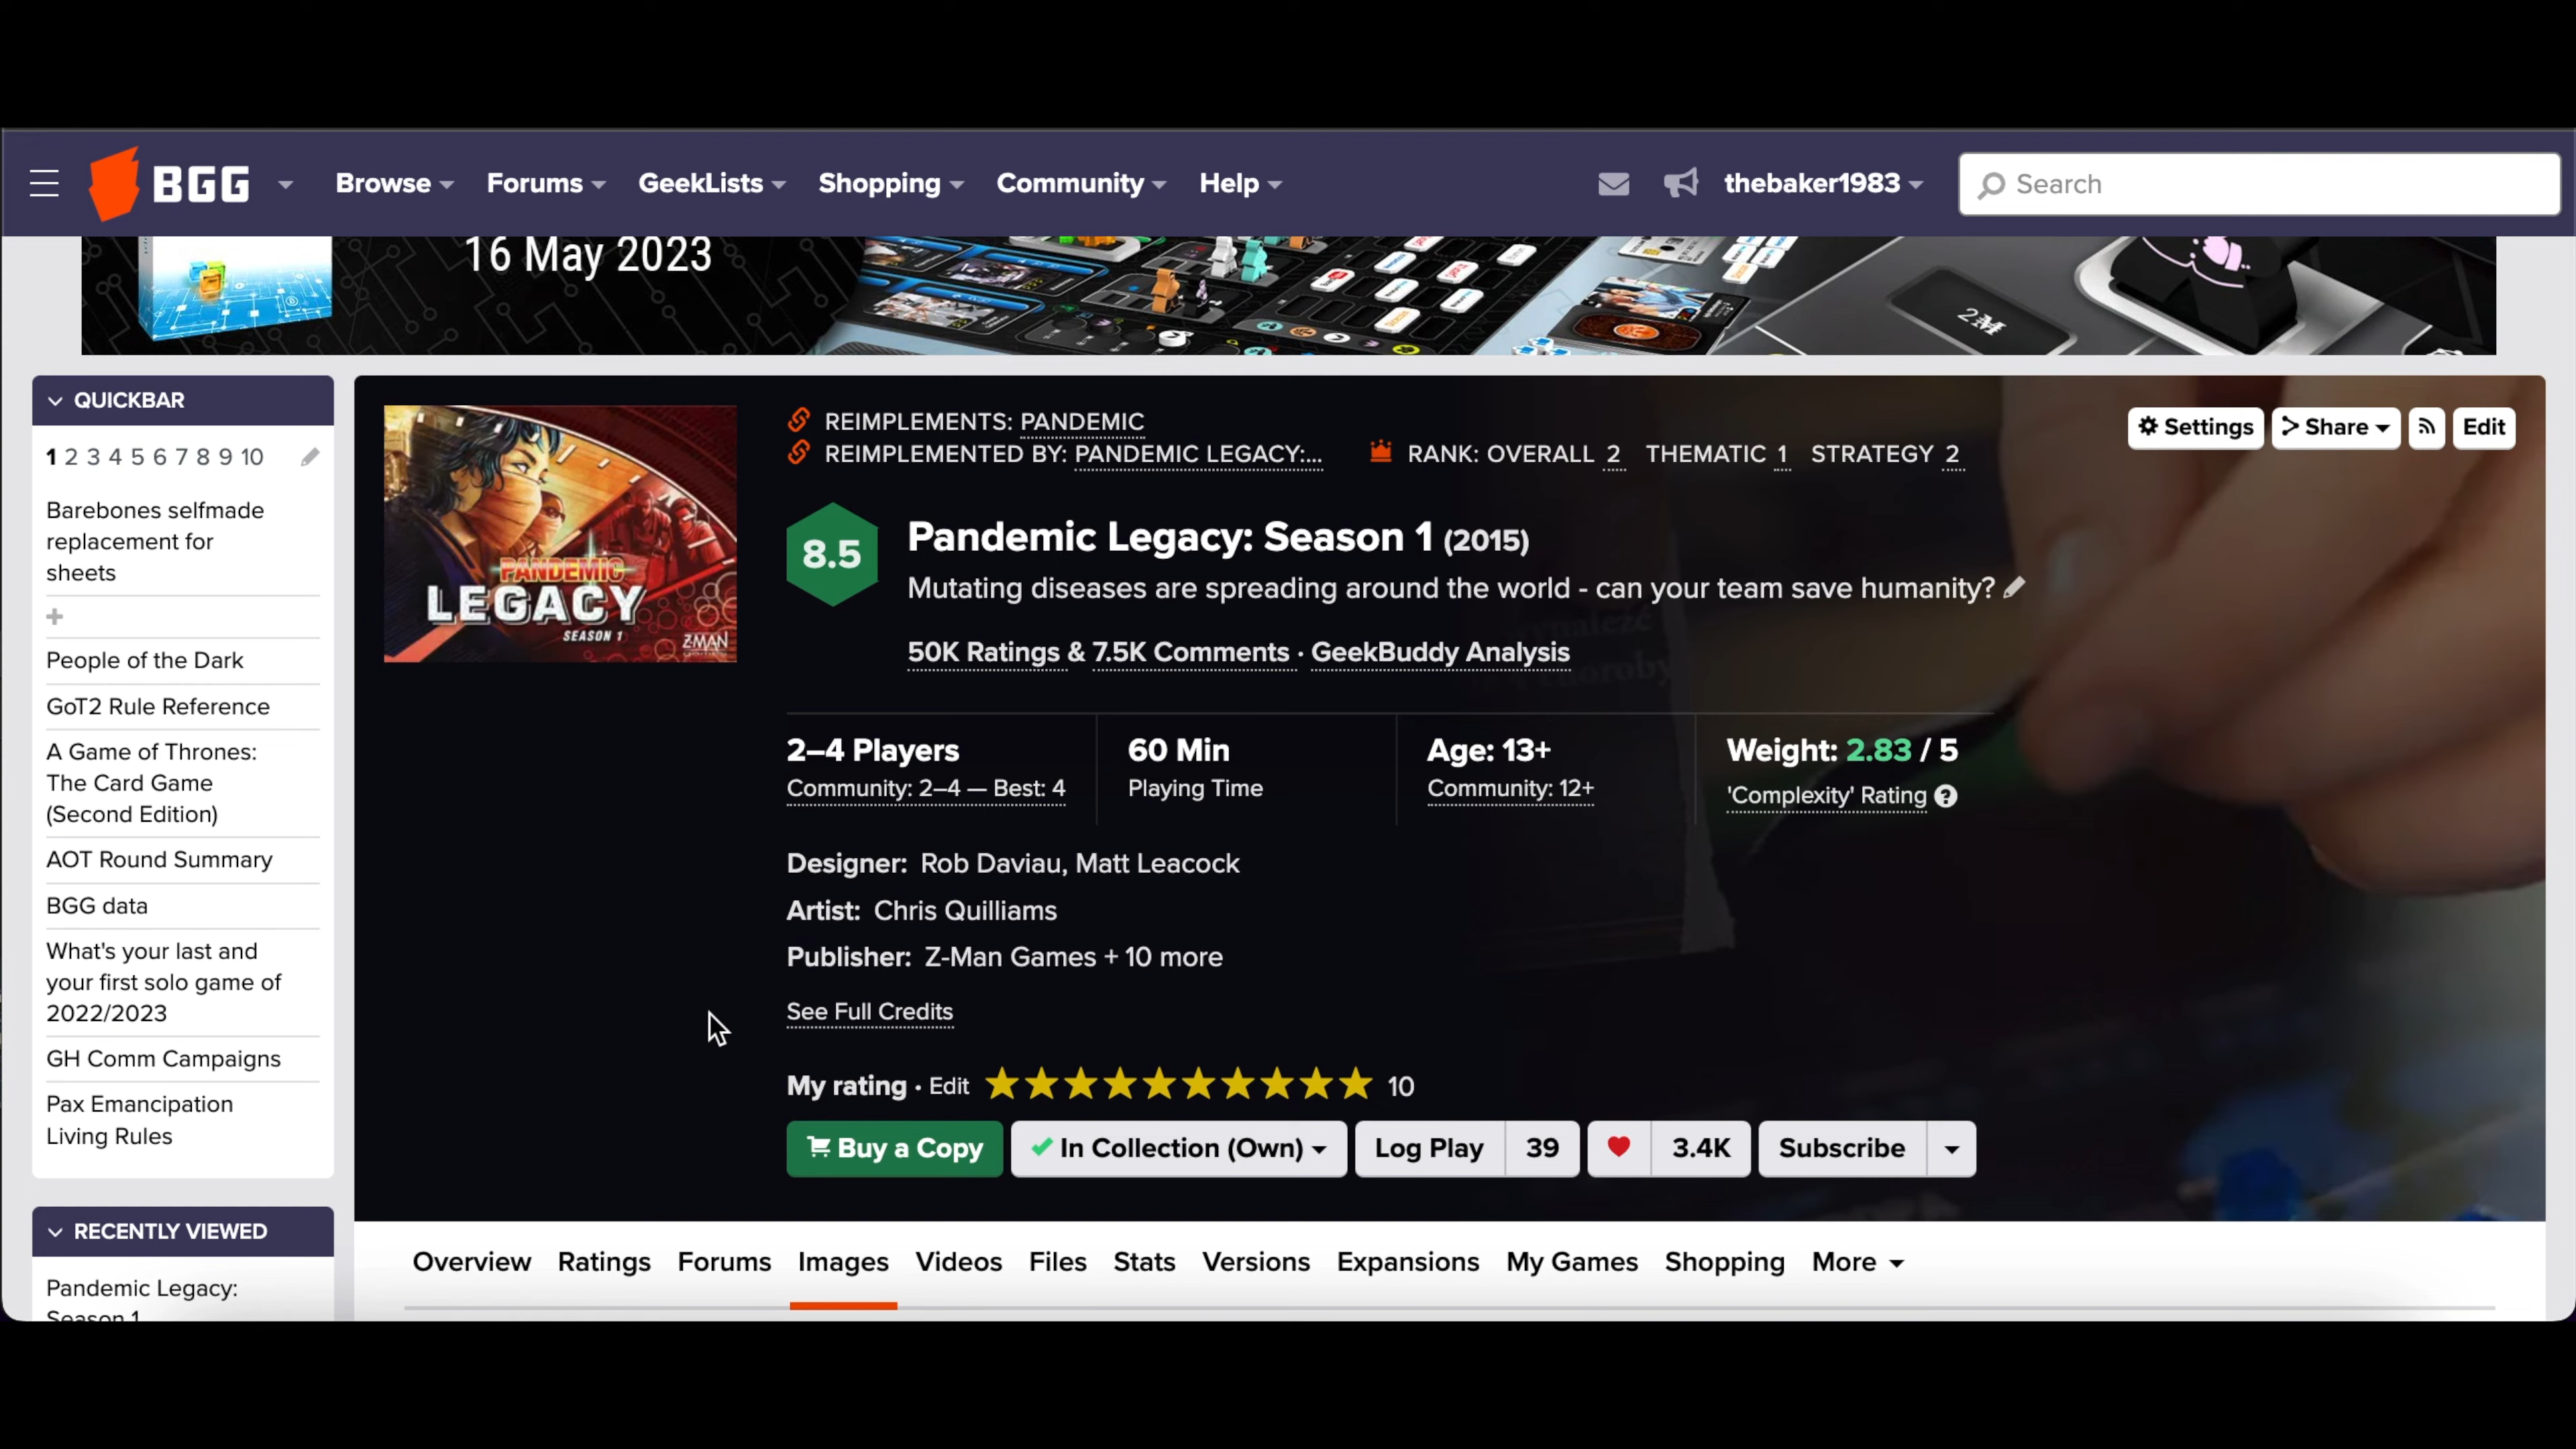 BGG Browse Forums GeekLists Shopping Community Help thebaker1983 Search
16 May 2023
2M
QUICKBAR
1 2 3 4 5 6 7 8 9 10
Barebones selfmade
replacement for
sheets
+
People of the Dark
GoT2 Rule Reference
A Game of Thrones:
The Card Game
(Second Edition)
AOT Round Summary
BGG data
What's your last and
your first solo game of
2022/2023
GH Comm Campaigns
Pax Emancipation
Living Rules
RECENTLY VIEWED
Pandemic Legacy:
Season 1
PANDEMIC
LEGACY
SEASON 1
Z-MAN
REIMPLEMENTS: PANDEMIC
REIMPLEMENTED BY: PANDEMIC LEGACY:... RANK: OVERALL 2 THEMATIC 1 STRATEGY 2
Settings Share Edit
8.5
Pandemic Legacy: Season 1 (2015)
Mutating diseases are spreading around the world - can your team save humanity?
50K Ratings & 7.5K Comments · GeekBuddy Analysis
2–4 Players 60 Min Age: 13+ Weight: 2.83 / 5
Community: 2–4 — Best: 4 Playing Time Community: 12+ 'Complexity' Rating ?
Designer: Rob Daviau, Matt Leacock
Artist: Chris Quilliams
Publisher: Z-Man Games + 10 more
See Full Credits
My rating · Edit 10
Buy a Copy In Collection (Own) Log Play 39 3.4K Subscribe
Overview Ratings Forums Images Videos Files Stats Versions Expansions My Games Shopping More